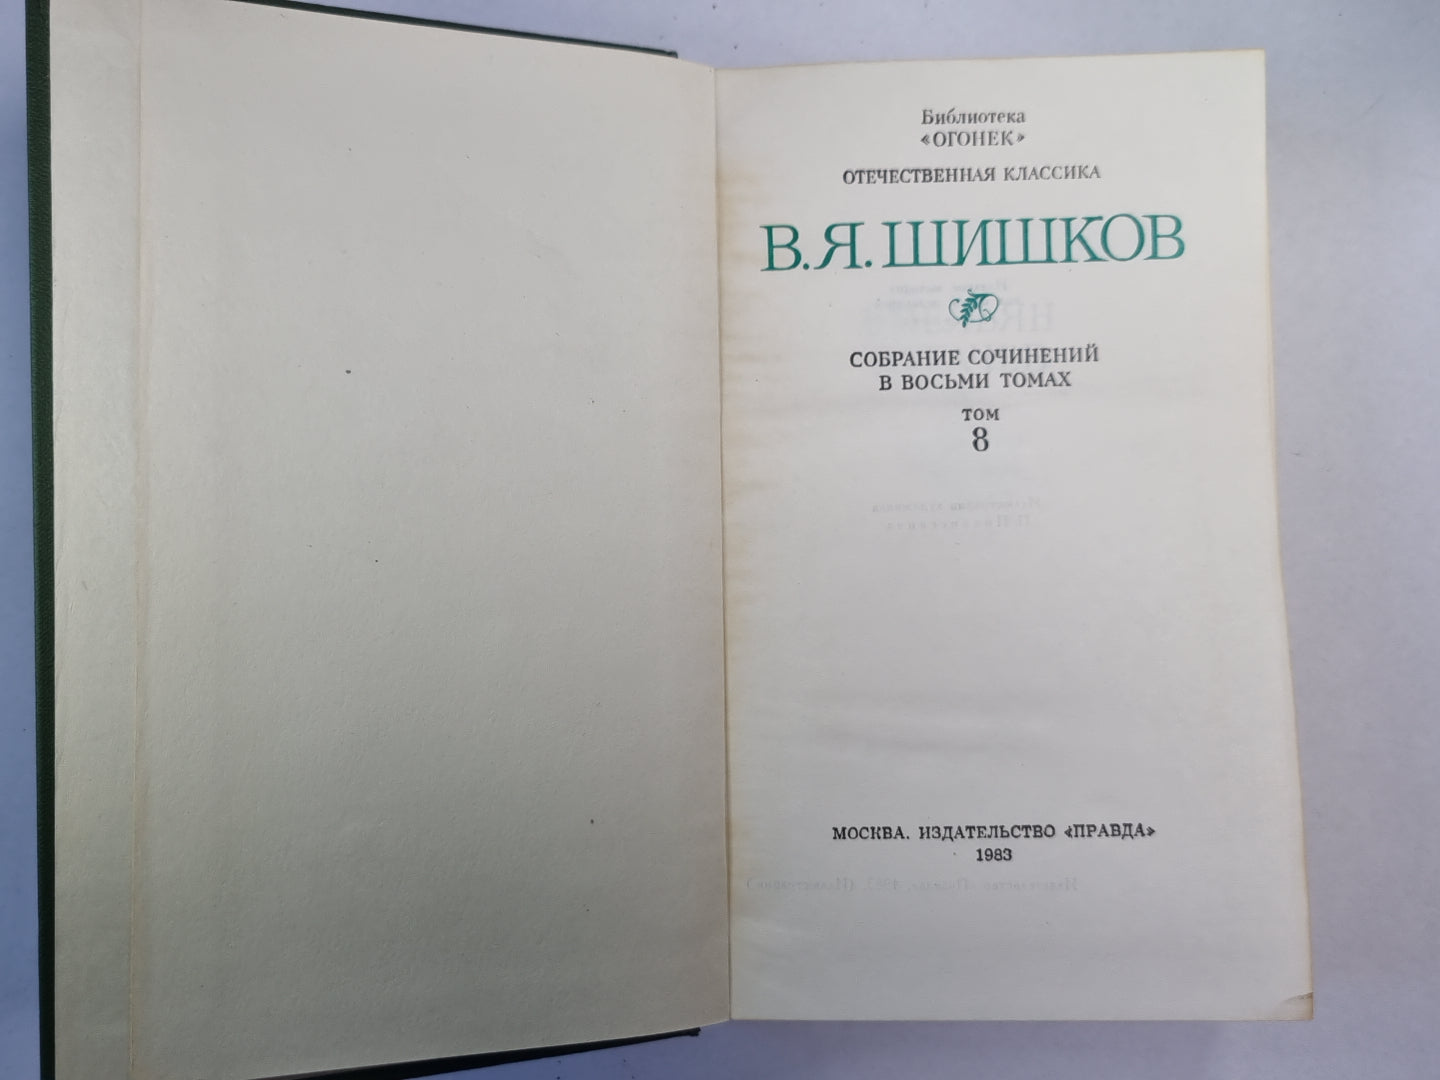 Библиотека
«ОГОНЕК»
ОТЕЧЕСТВЕННАЯ КЛАССИКА
В.Я.ШИШКОВ
СОБРАНИЕ СОЧИНЕНИЙ
В ВОСЬМИ ТОМАХ
ТОМ
8
МОСКВА. ИЗДАТЕЛЬСТВО «ПРАВДА»
1983